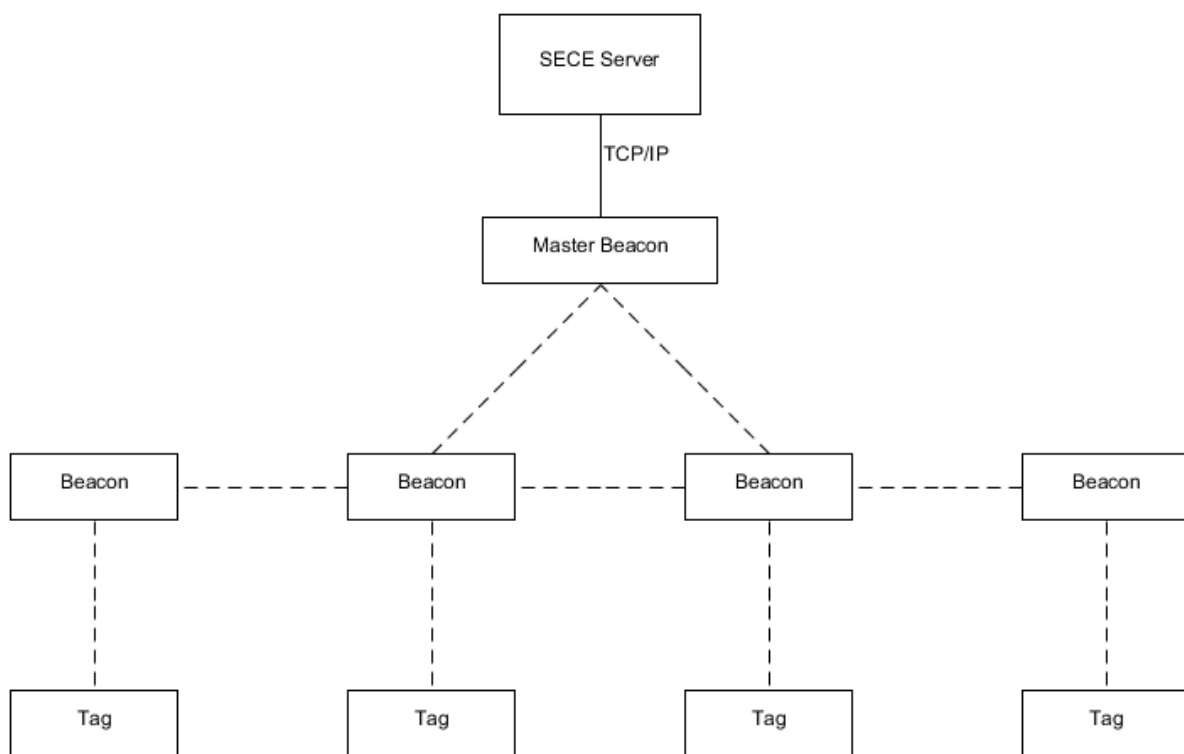 SECE Server
TCP/IP
Master Beacon
Beacon
Beacon
Beacon
Beacon
Tag
Tag
Tag
Tag